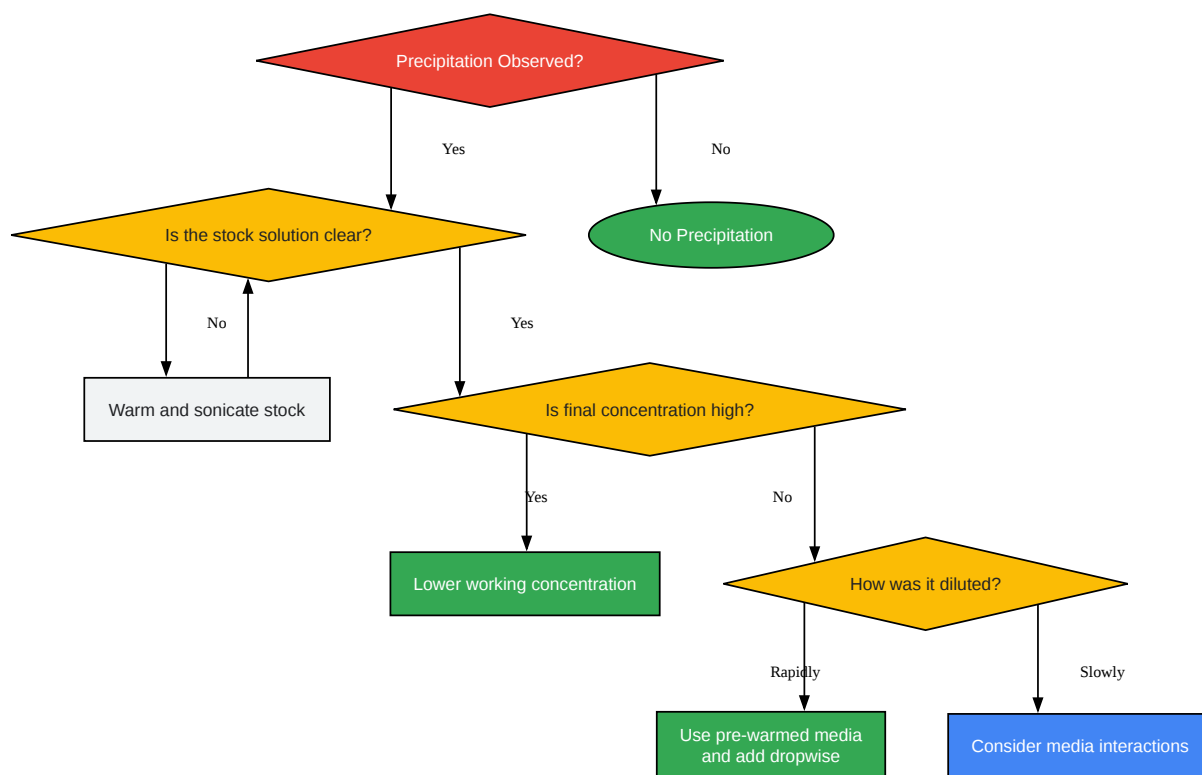 Precipitation Observed?
Yes
No
Is the stock solution clear?
No Precipitation
No
Yes
Warm and sonicate stock
Is final concentration high?
Yes
No
Lower working concentration
How was it diluted?
Rapidly
Slowly
Use pre-warmed media
and add dropwise
Consider media interactions